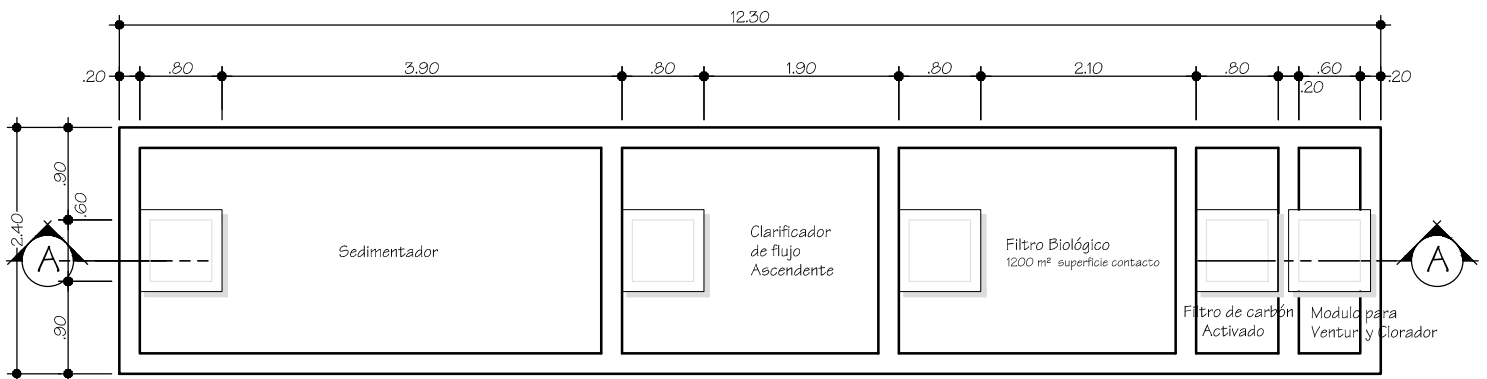 12.30
.20 .80 3.90 .80 1.90 .80 2.10 .80 .20 .60 .20
.90
.60
2.40
.90
A
Sedimentador
Clarificador
de flujo
Ascendente
Filtro Biológico
1200 m² superficie contacto
Filtro de carbón
Activado
Modulo para
Ventur y Clorador
A